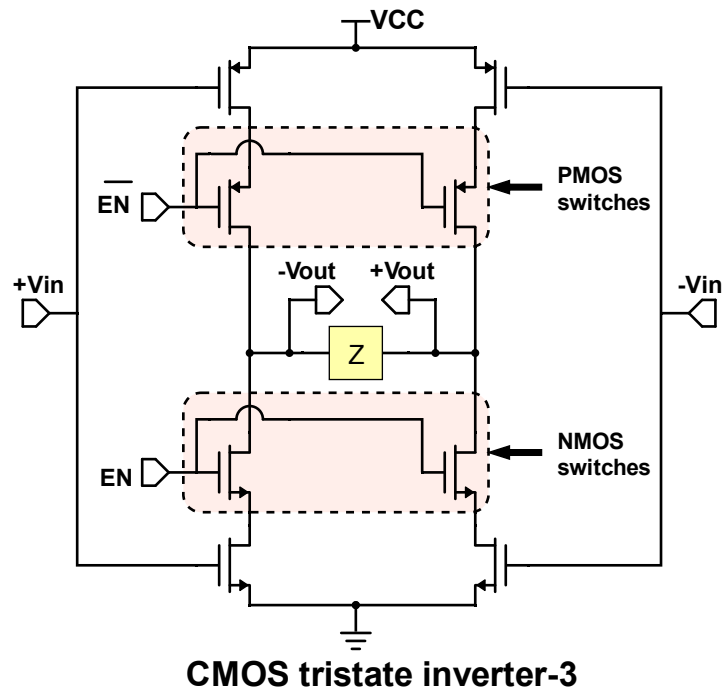 VCC
PMOS
switches
EN
-Vout
+Vout
+Vin
-Vin
Z
NMOS
switches
EN
CMOS tristate inverter-3